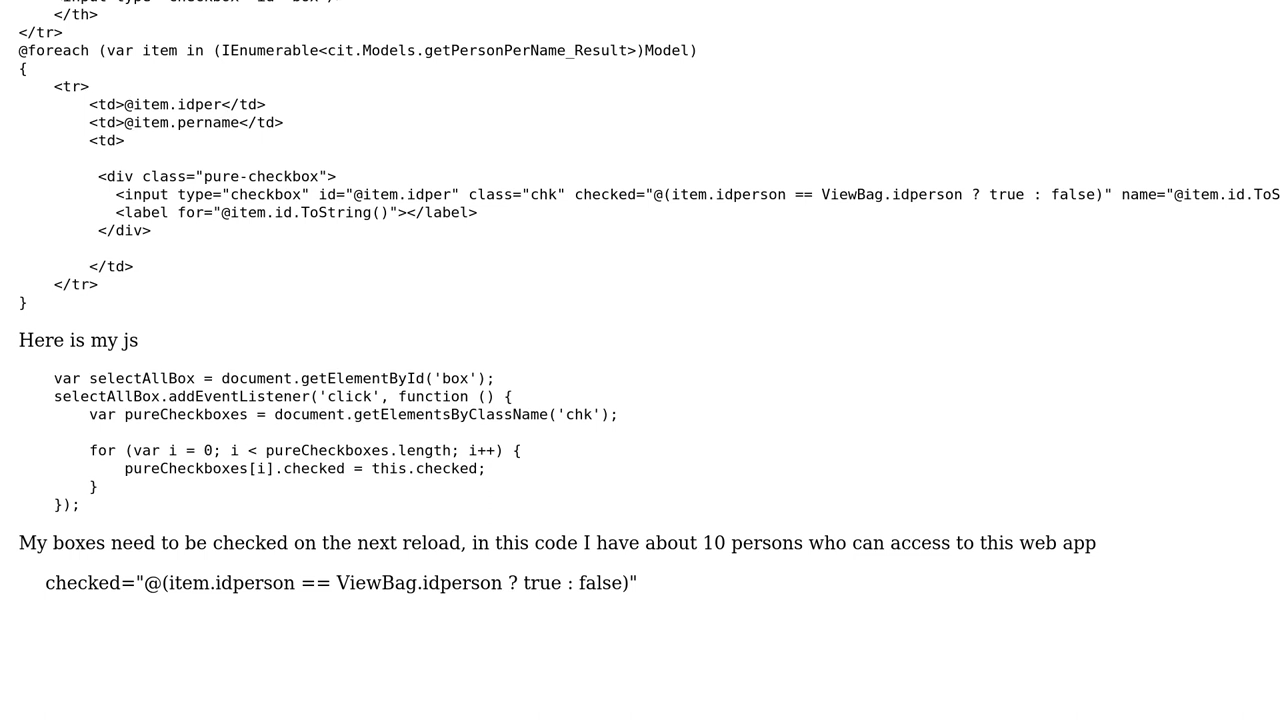 </th>
</tr>
@foreach (var item in (IEnumerable<cit.Models.getPersonPerName_Result>)Model)
{
<tr>
<td>@item.idper</td>
<td>@item.pername</td>
<td>
<div class="pure-checkbox">
<input type="checkbox" id="@item.idper" class="chk" checked="@(item.idperson == ViewBag.idperson ? true : false)" name="@item.id.ToS
<label for="@item.id.ToString()"></label>
</div>
</td>
</tr>
}
Here is my js
var selectAllBox = document.getElementById('box');
selectAllBox.addEventListener('click', function () {
var pureCheckboxes = document.getElementsByClassName('chk');
for (var i = 0; i < pureCheckboxes.length; i++) {
pureCheckboxes[i].checked = this.checked;
}
});
My boxes need to be checked on the next reload, in this code I have about 10 persons who can access to this web app
checked="@(item.idperson == ViewBag.idperson ? true : false)"